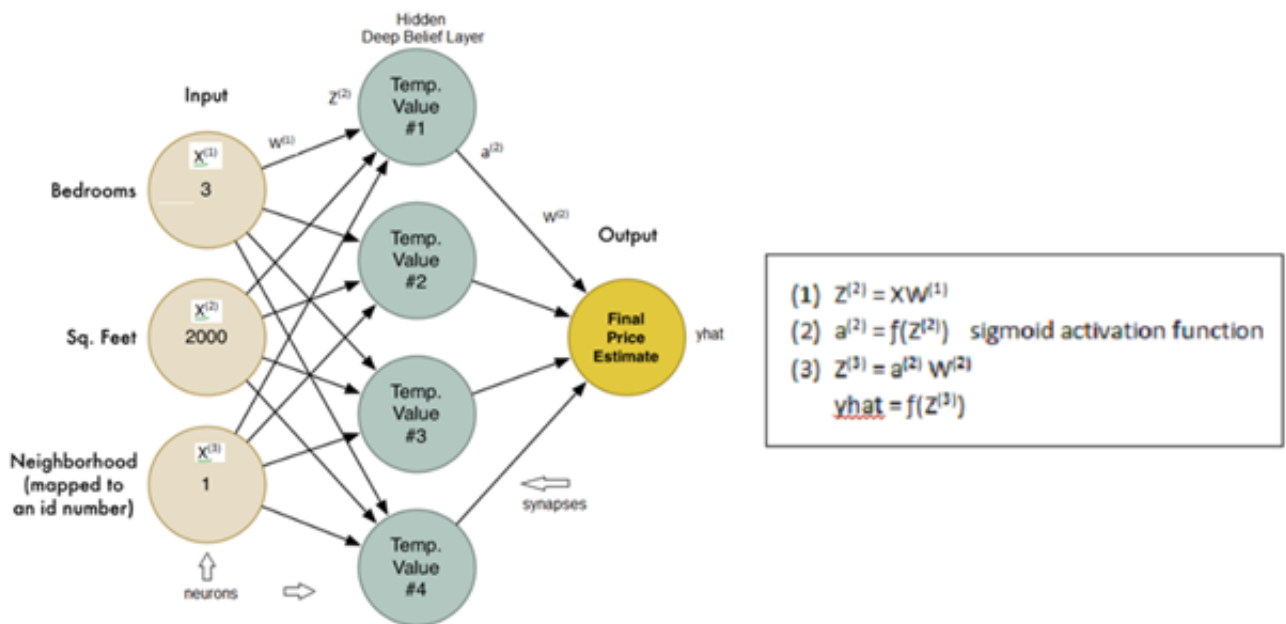 Hidden
Deep Belief Layer
Input
Z(2)
Temp.
Value
#1
W(1)
X(1)
3
Bedrooms
a(2)
W(2)
Temp.
Value
#2
Output
X(2)
2000
Sq. Feet
Final
Price
Estimate
yhat
Temp.
Value
#3
X(3)
1
Neighborhood
(mapped to
an id number)
synapses
Temp.
Value
#4
neurons
(1) Z(2) = XW(1)
(2) a(2) = ƒ(Z(2)) sigmoid activation function
(3) Z(3) = a(2) W(2)
yhat = ƒ(Z(3))